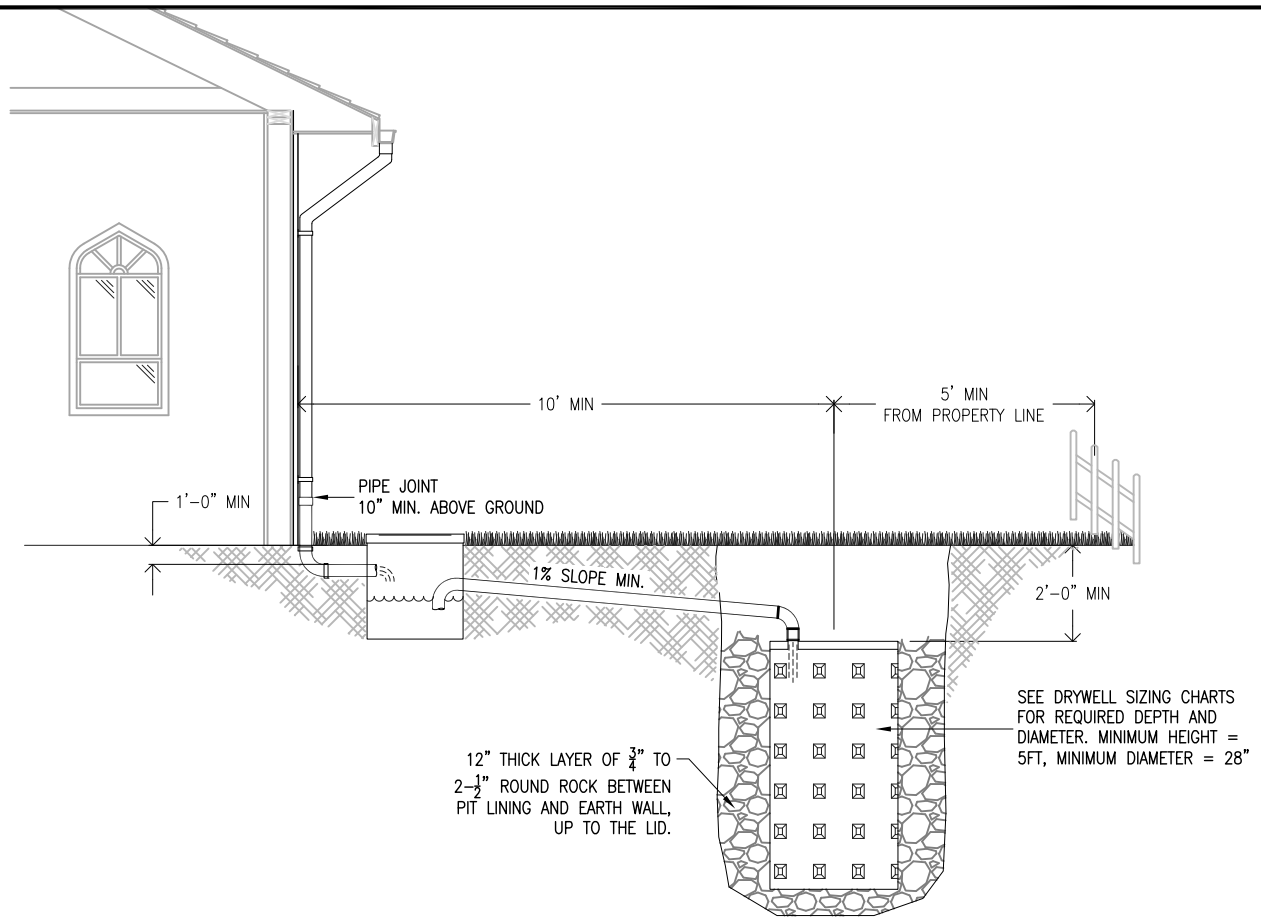 10' MIN
5' MIN
FROM PROPERTY LINE
1'-0" MIN
PIPE JOINT
10" MIN. ABOVE GROUND
1% SLOPE MIN.
2'-0" MIN
SEE DRYWELL SIZING CHARTS
FOR REQUIRED DEPTH AND
DIAMETER. MINIMUM HEIGHT =
5FT, MINIMUM DIAMETER = 28"
12" THICK LAYER OF 3/4" TO
2-1/2" ROUND ROCK BETWEEN
PIT LINING AND EARTH WALL,
UP TO THE LID.